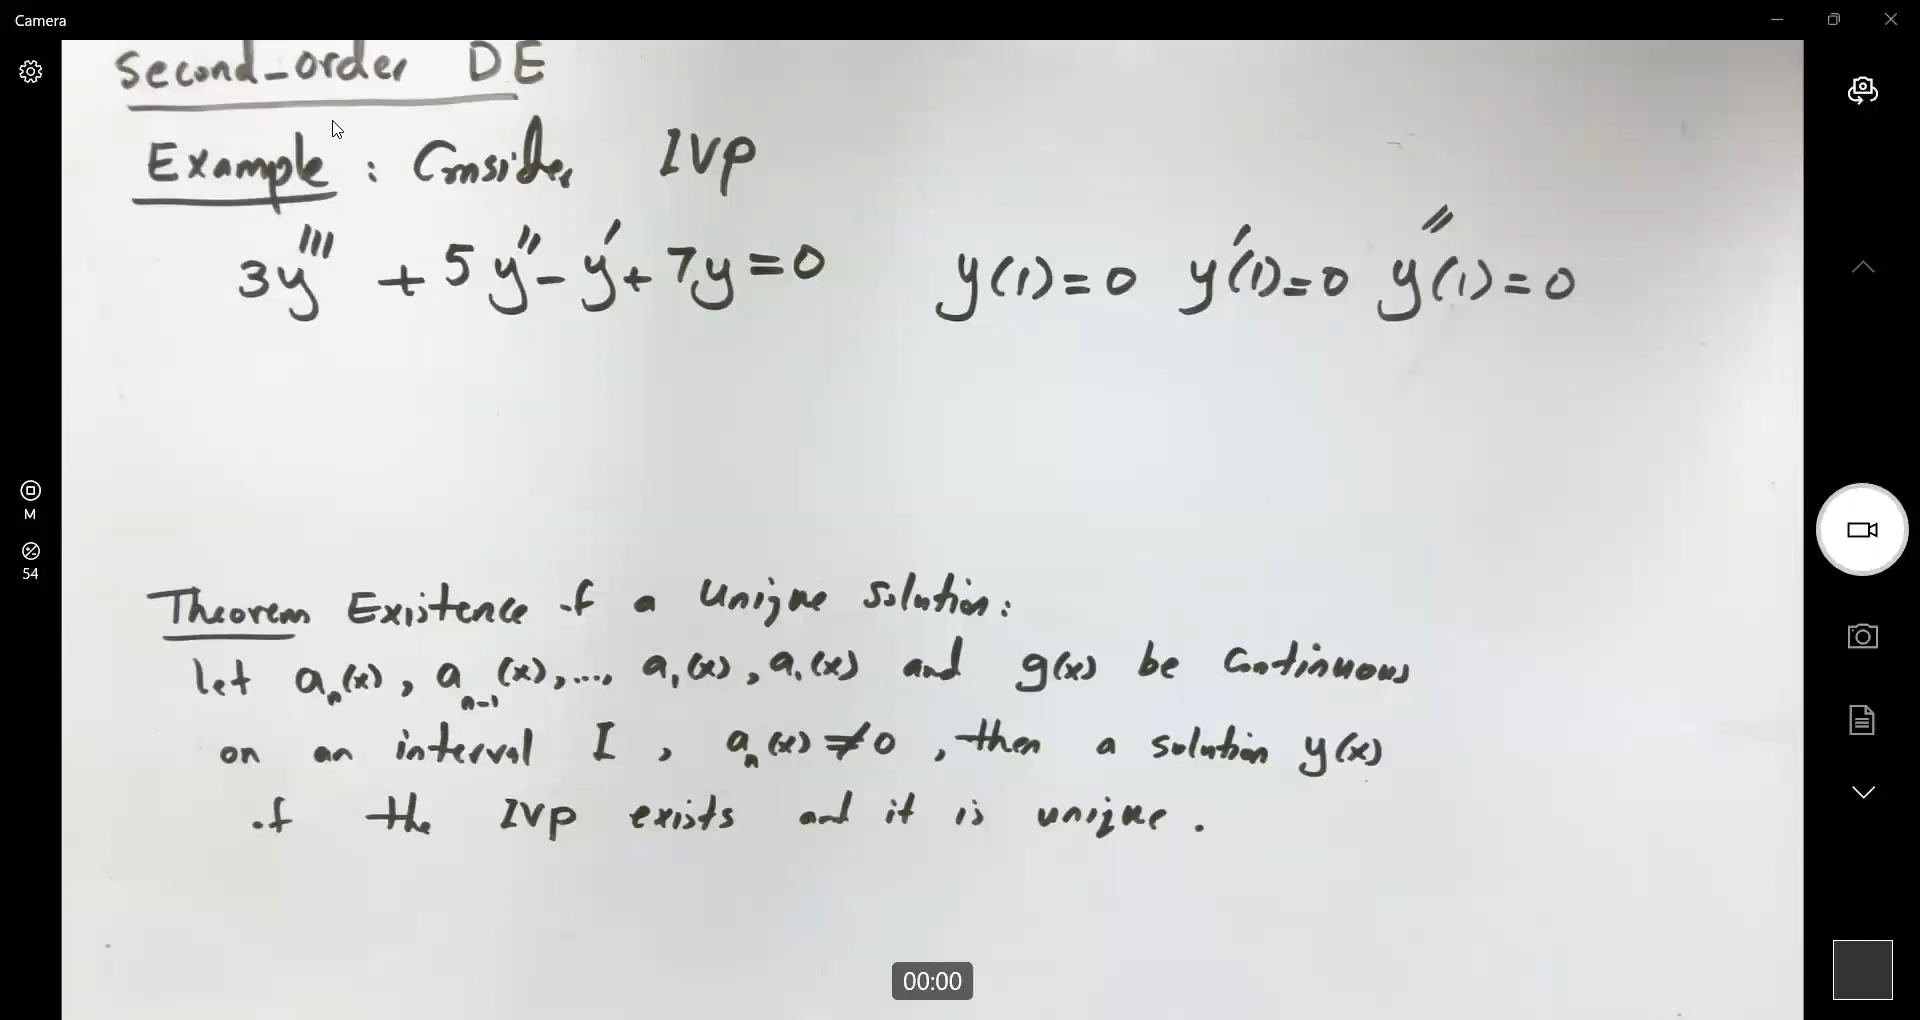 Camera
Second-order DE
Example : Consider IVP
3y''' + 5y'' - y' + 7y = 0 y(1) = 0 y'(1) = 0 y''(1) = 0
Theorem Existence of a Unique Solution:
let aₙ(x), aₙ₋₁(x), ..., a₁(x), a₁(x) and g(x) be Continuous
on an interval I , aₙ(x) ≠ 0 , then a solution y(x)
of the IVP exists and it is unique .
M
54
00:00